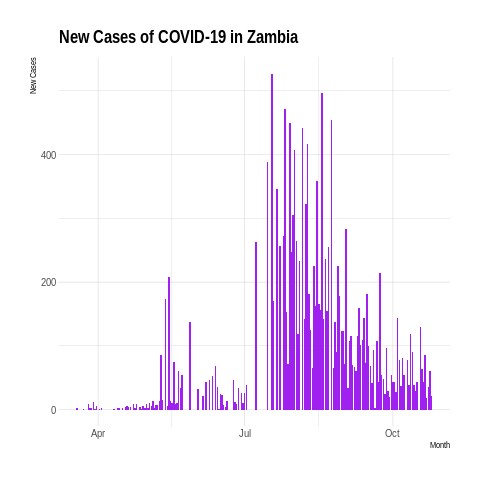 New Cases of COVID-19 in Zambia
New Cases
400
200
0
Apr Jul Oct
Month